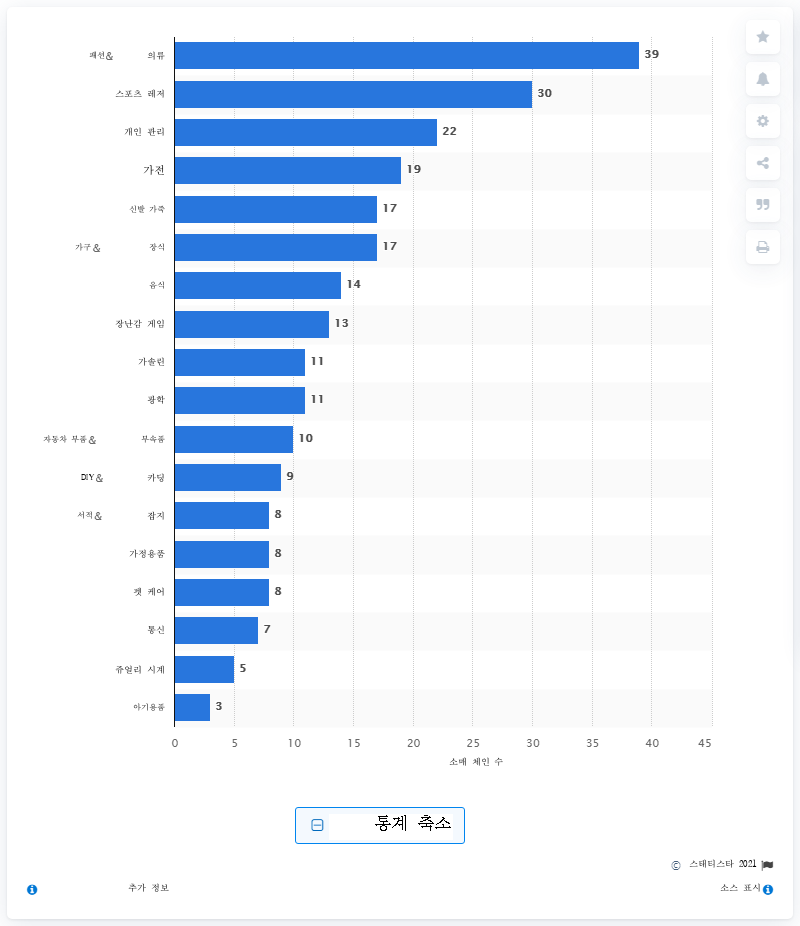 패션& 의류 39
스포츠 레저 30
개인 관리 22
가전 19
신발 가죽 17
가구& 장식 17
음식 14
장난감 게임 13
가솔린 11
광학 11
자동차 부품& 부속품 10
DIY& 카딩 9
서적& 잡지 8
가정용품 8
펫 케어 8
통신 7
쥬얼리 시계 5
아기용품 3
0 5 10 15 20 25 30 35 40 45
소매 체인 수
통계 축소
© 스태티스타 2021
추가 정보 소스 표시